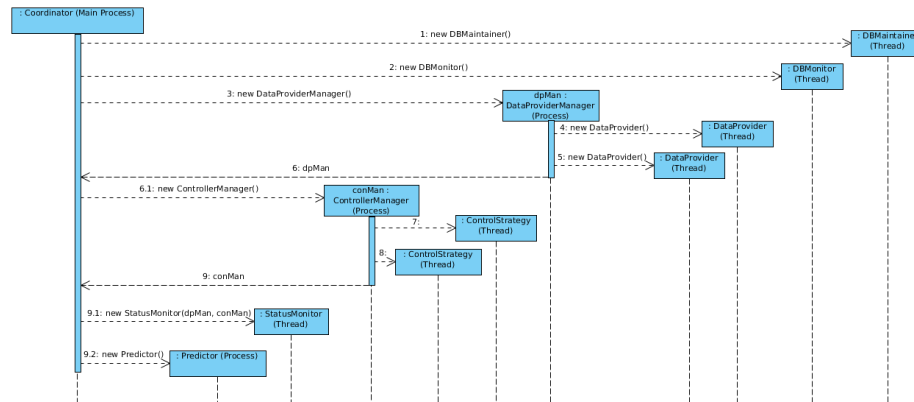 : Coordinator (Main Process)
1: new DBMaintainer()
: DBMaintaine
(Thread)
2: new DBMonitor()
: DBMonitor
(Thread)
3: new DataProviderManager()
dpMan :
DataProviderManager
(Process)
4: new DataProvider()
: DataProvider
(Thread)
5: new DataProvider()
: DataProvider
(Thread)
6: dpMan
6.1: new ControllerManager()
conMan :
ControllerManager
(Process)
7:
: ControlStrategy
(Thread)
8:
: ControlStrategy
(Thread)
9: conMan
9.1: new StatusMonitor(dpMan, conMan)
: StatusMonitor
(Thread)
9.2: new Predictor()
: Predictor (Process)